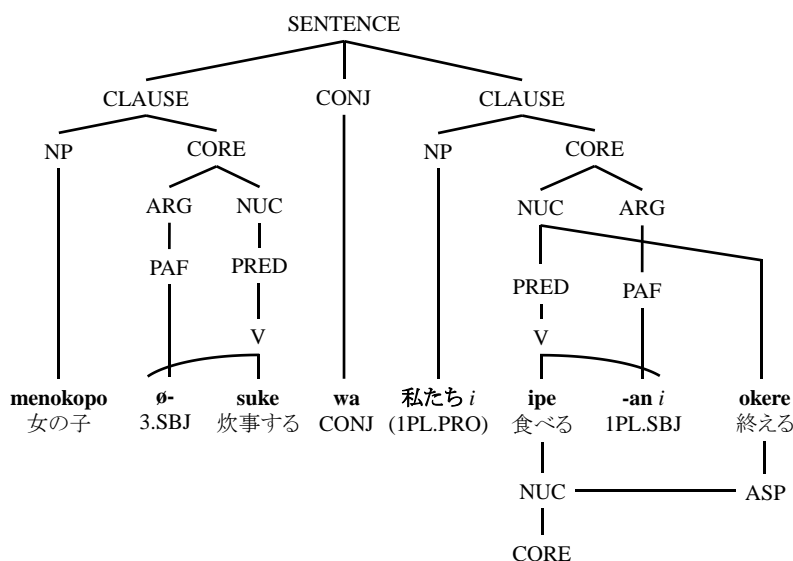 SENTENCE
CLAUSE CONJ CLAUSE
NP CORE NP CORE
ARG NUC NUC ARG
PAF PRED PRED PAF
V V
menokopo ø- suke wa 私たち i ipe -an i okere
女の子 3.SBJ 炊事する CONJ (1PL.PRO) 食べる 1PL.SBJ 終える
NUC ASP
CORE